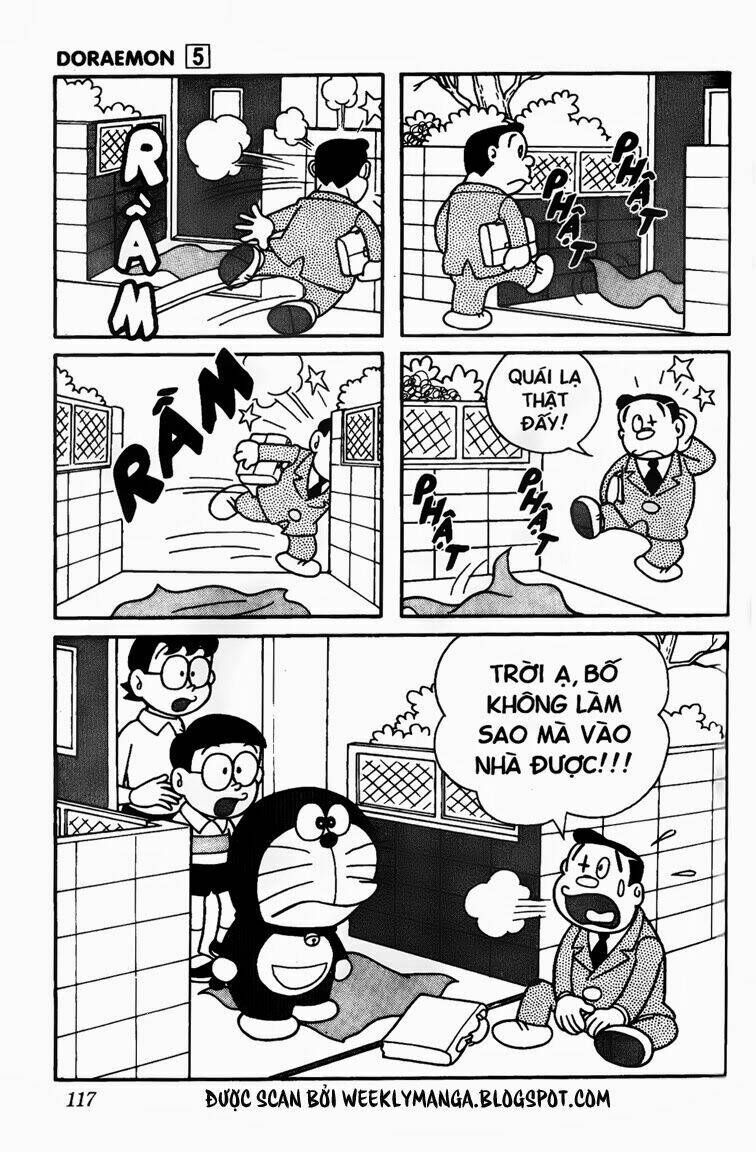 DORAEMON 5
RẦM
PHẬT
PHẬT
RẦM
QUÁI LẠ
THẬT
ĐẤY!
PHẬT
PHẬT
TRỜI Ạ, BỐ
KHÔNG LÀM
SAO MÀ VÀO
NHÀ ĐƯỢC!!!
117
ĐƯỢC SCAN BỞI WEEKLYMANGA.BLOGSPOT.COM